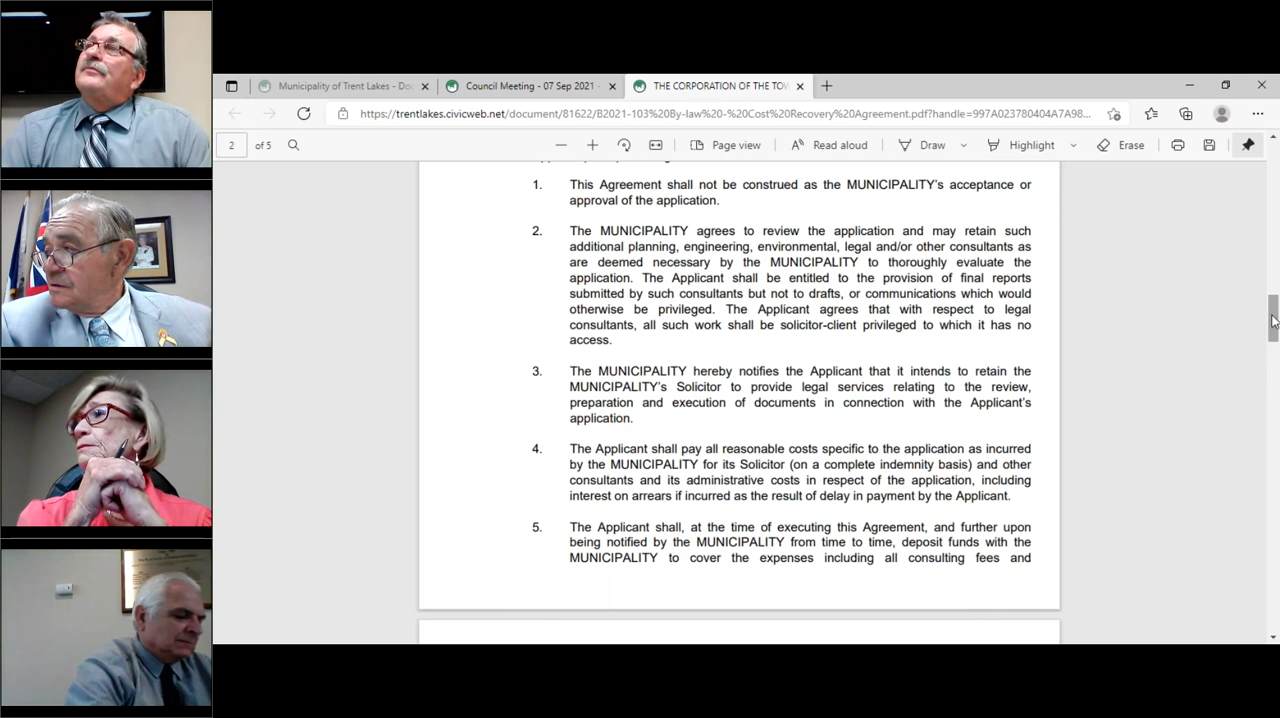 Municipality of Trent Lakes - Doc
Council Meeting - 07 Sep 2021 -
THE CORPORATION OF THE TOW
https://trentlakes.civicweb.net/document/81622/B2021-103%20By-law%20-%20Cost%20Recovery%20Agreement.pdf?handle=997A023780404A7A98...
2 of 5
Page view
Read aloud
Draw
Highlight
Erase
1. This Agreement shall not be construed as the MUNICIPALITY's acceptance or
approval of the application.
2. The MUNICIPALITY agrees to review the application and may retain such
additional planning, engineering, environmental, legal and/or other consultants as
are deemed necessary by the MUNICIPALITY to thoroughly evaluate the
application. The Applicant shall be entitled to the provision of final reports
submitted by such consultants but not to drafts, or communications which would
otherwise be privileged. The Applicant agrees that with respect to legal
consultants, all such work shall be solicitor-client privileged to which it has no
access.
3. The MUNICIPALITY hereby notifies the Applicant that it intends to retain the
MUNICIPALITY's Solicitor to provide legal services relating to the review,
preparation and execution of documents in connection with the Applicant's
application.
4. The Applicant shall pay all reasonable costs specific to the application as incurred
by the MUNICIPALITY for its Solicitor (on a complete indemnity basis) and other
consultants and its administrative costs in respect of the application, including
interest on arrears if incurred as the result of delay in payment by the Applicant.
5. The Applicant shall, at the time of executing this Agreement, and further upon
being notified by the MUNICIPALITY from time to time, deposit funds with the
MUNICIPALITY to cover the expenses including all consulting fees and